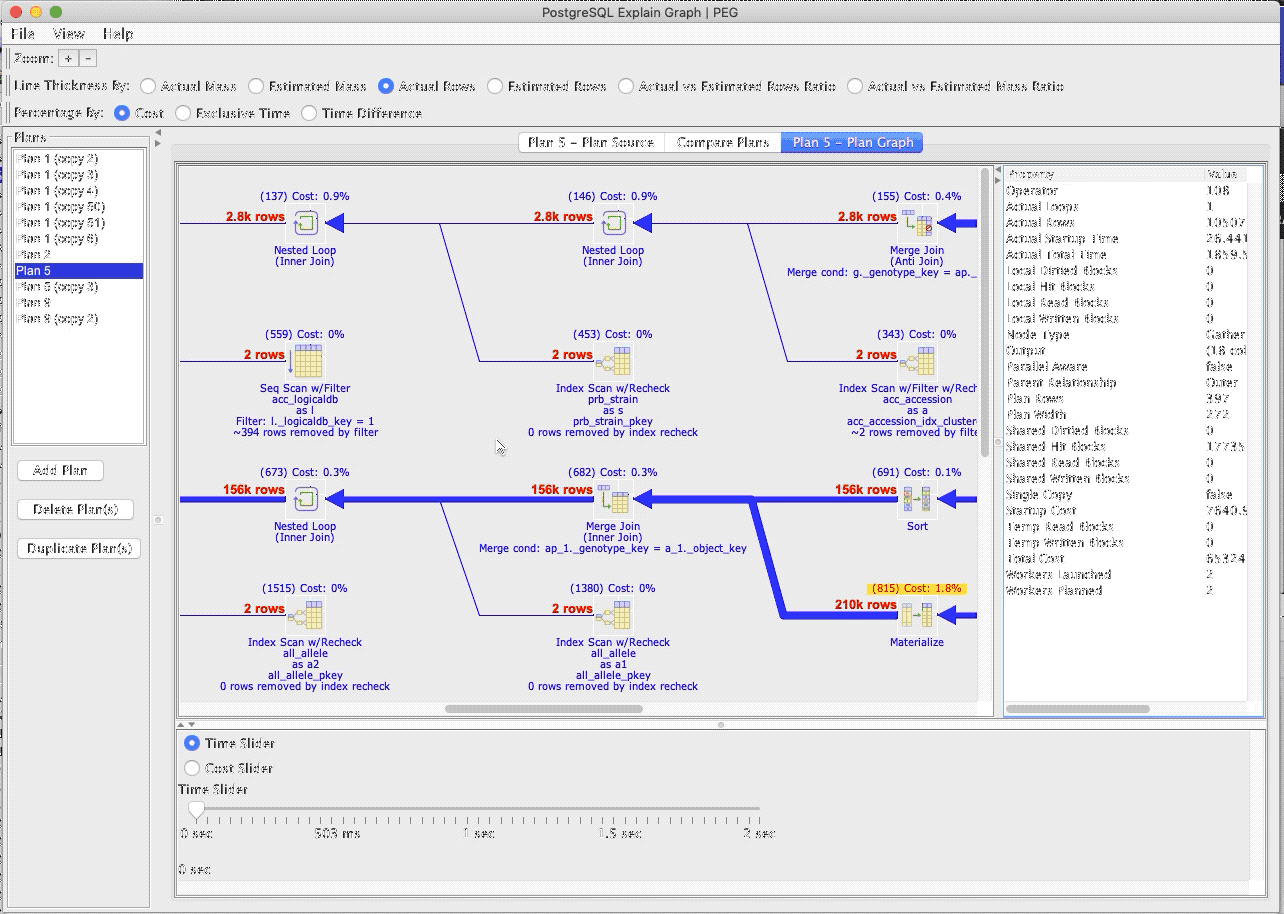 PostgreSQL Explain Graph | PEG
File View Help
Zoom: + -
Line Thickness By: Actual Mass Estimated Mass Actual Rows Estimated Rows Actual vs Estimated Rows Ratio Actual vs Estimated Mass Ratio
Percentage By: Cost Exclusive Time Time Difference
Plans
Plan 1 (copy 2)
Plan 1 (copy 3)
Plan 1 (copy 4)
Plan 1 (copy 50)
Plan 1 (copy 51)
Plan 1 (copy 6)
Plan 2
Plan 5
Plan 5 (copy 3)
Plan 9
Plan 9 (copy 2)
Add Plan
Delete Plan(s)
Duplicate Plan(s)
Plan 5 - Plan Source Compare Plans Plan 5 - Plan Graph
(137) Cost: 0.9%
2.8k rows
Nested Loop
(Inner Join)
(146) Cost: 0.9%
2.8k rows
Nested Loop
(Inner Join)
(155) Cost: 0.4%
2.8k rows
Merge Join
(Anti Join)
Merge cond: g._genotype_key = ap._
(559) Cost: 0%
2 rows
Seq Scan w/Filter
acc_logicaldb
as l
Filter: l._logicaldb_key = 1
~394 rows removed by filter
(453) Cost: 0%
2 rows
Index Scan w/Recheck
prb_strain
as s
prb_strain_pkey
0 rows removed by index recheck
(343) Cost: 0%
2 rows
Index Scan w/Filter w/Rech
acc_accession
as a
acc_accession_idx_cluster
~2 rows removed by filte
(673) Cost: 0.3%
156k rows
Nested Loop
(Inner Join)
(682) Cost: 0.3%
156k rows
Merge Join
(Inner Join)
Merge cond: ap_1._genotype_key = a_1._object_key
(691) Cost: 0.1%
156k rows
Sort
(1515) Cost: 0%
2 rows
Index Scan w/Recheck
all_allele
as a2
all_allele_pkey
0 rows removed by index recheck
(1380) Cost: 0%
2 rows
Index Scan w/Recheck
all_allele
as a1
all_allele_pkey
0 rows removed by index recheck
(815) Cost: 1.8%
210k rows
Materialize
Property Value
Operator 108
Actual Loops 1
Actual Rows 10507
Actual Startup Time 26.441
Actual Total Time 1859.5
Local Dirtied Blocks 0
Local Hit Blocks 0
Local Read Blocks 0
Local Written Blocks 0
Node Type Gather
Output (18 col
Parallel Aware false
Parent Relationship Outer
Plan Rows 397
Plan Width 272
Shared Dirtied Blocks 0
Shared Hit Blocks 17735
Shared Read Blocks 0
Shared Written Blocks 0
Single Copy false
Startup Cost 7640.9
Temp Read Blocks 0
Temp Written Blocks 0
Total Cost 65324
Workers Launched 2
Workers Planned 2
Time Slider
Cost Slider
Time Slider
0 sec 503 ms 1 sec 1.5 sec 2 sec
0 sec